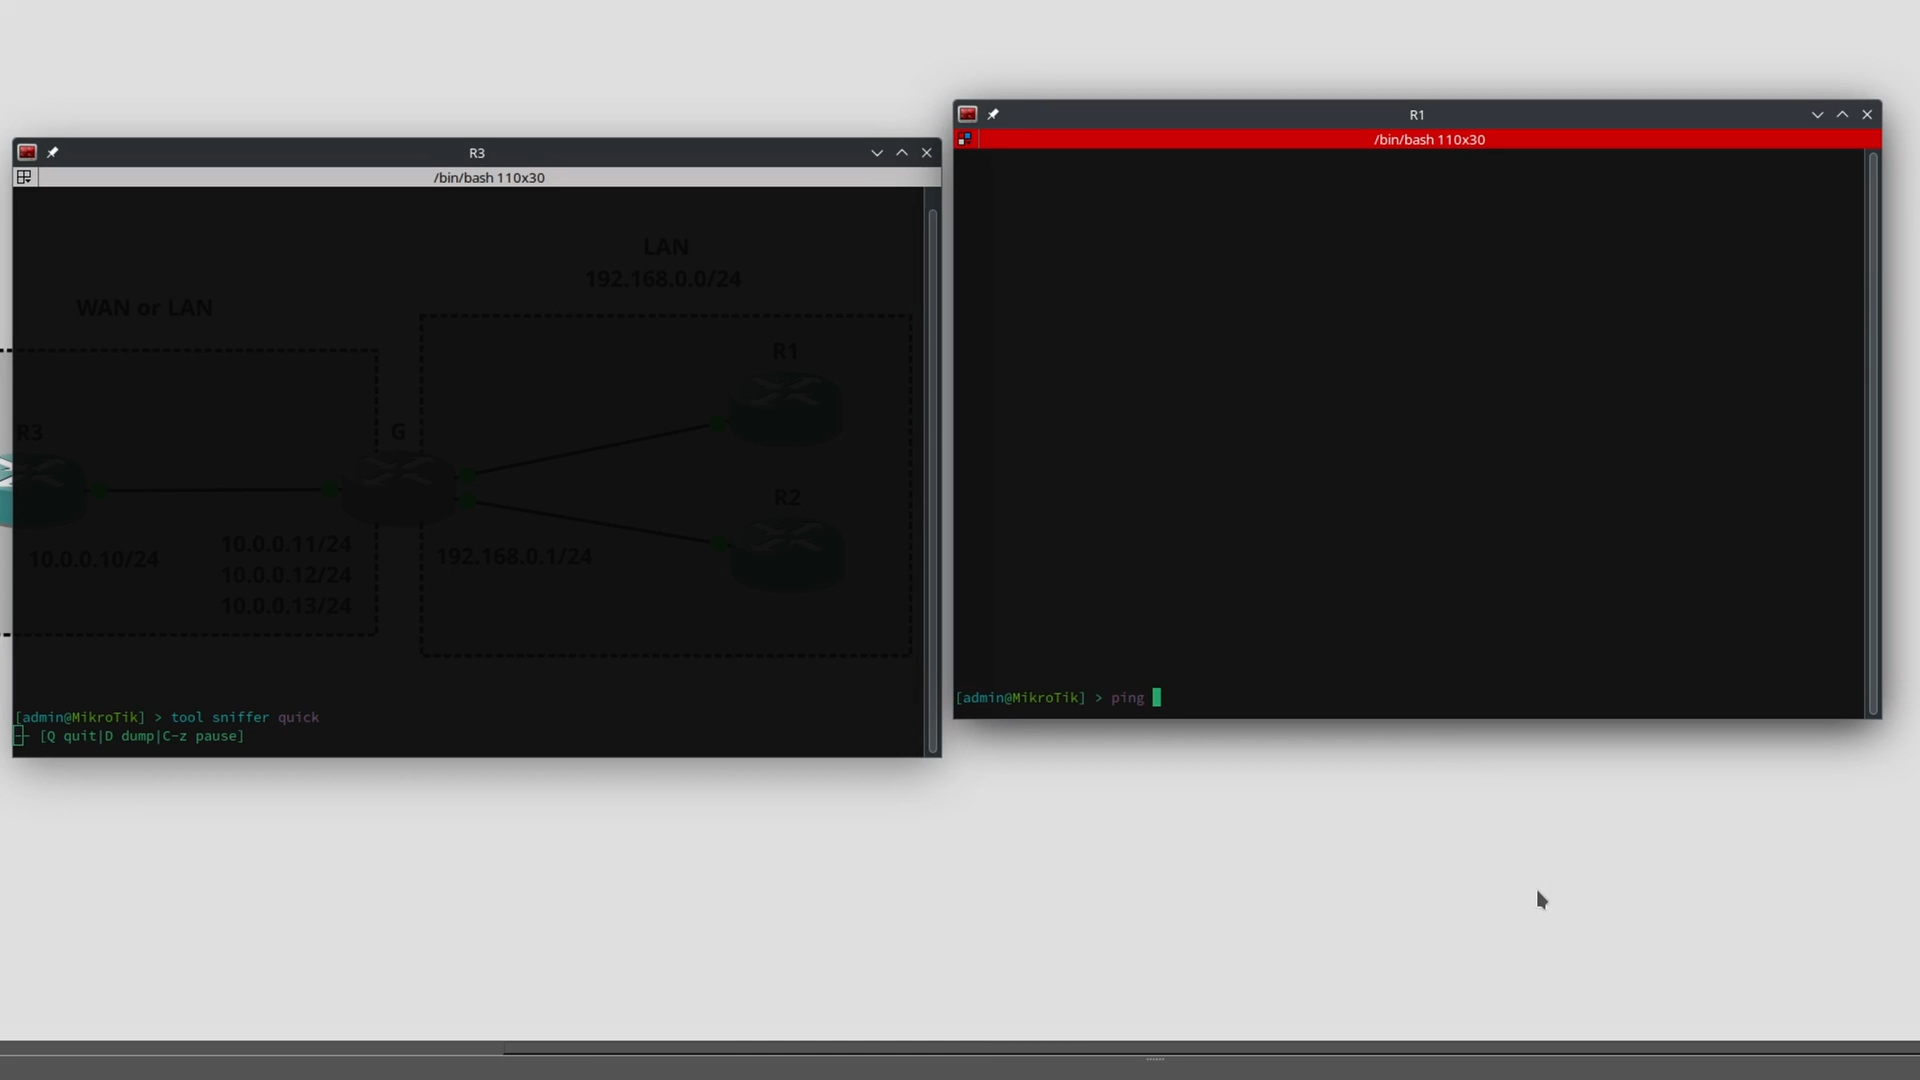 R3
/bin/bash 110x30
LAN
192.168.0.0/24
WAN or LAN
R1
R3
G
R2
10.0.0.10/24
10.0.0.11/24
10.0.0.12/24
10.0.0.13/24
192.168.0.1/24
[admin@MikroTik] > tool sniffer quick
-- [Q quit|D dump|C-z pause]
R1
/bin/bash 110x30
[admin@MikroTik] > ping